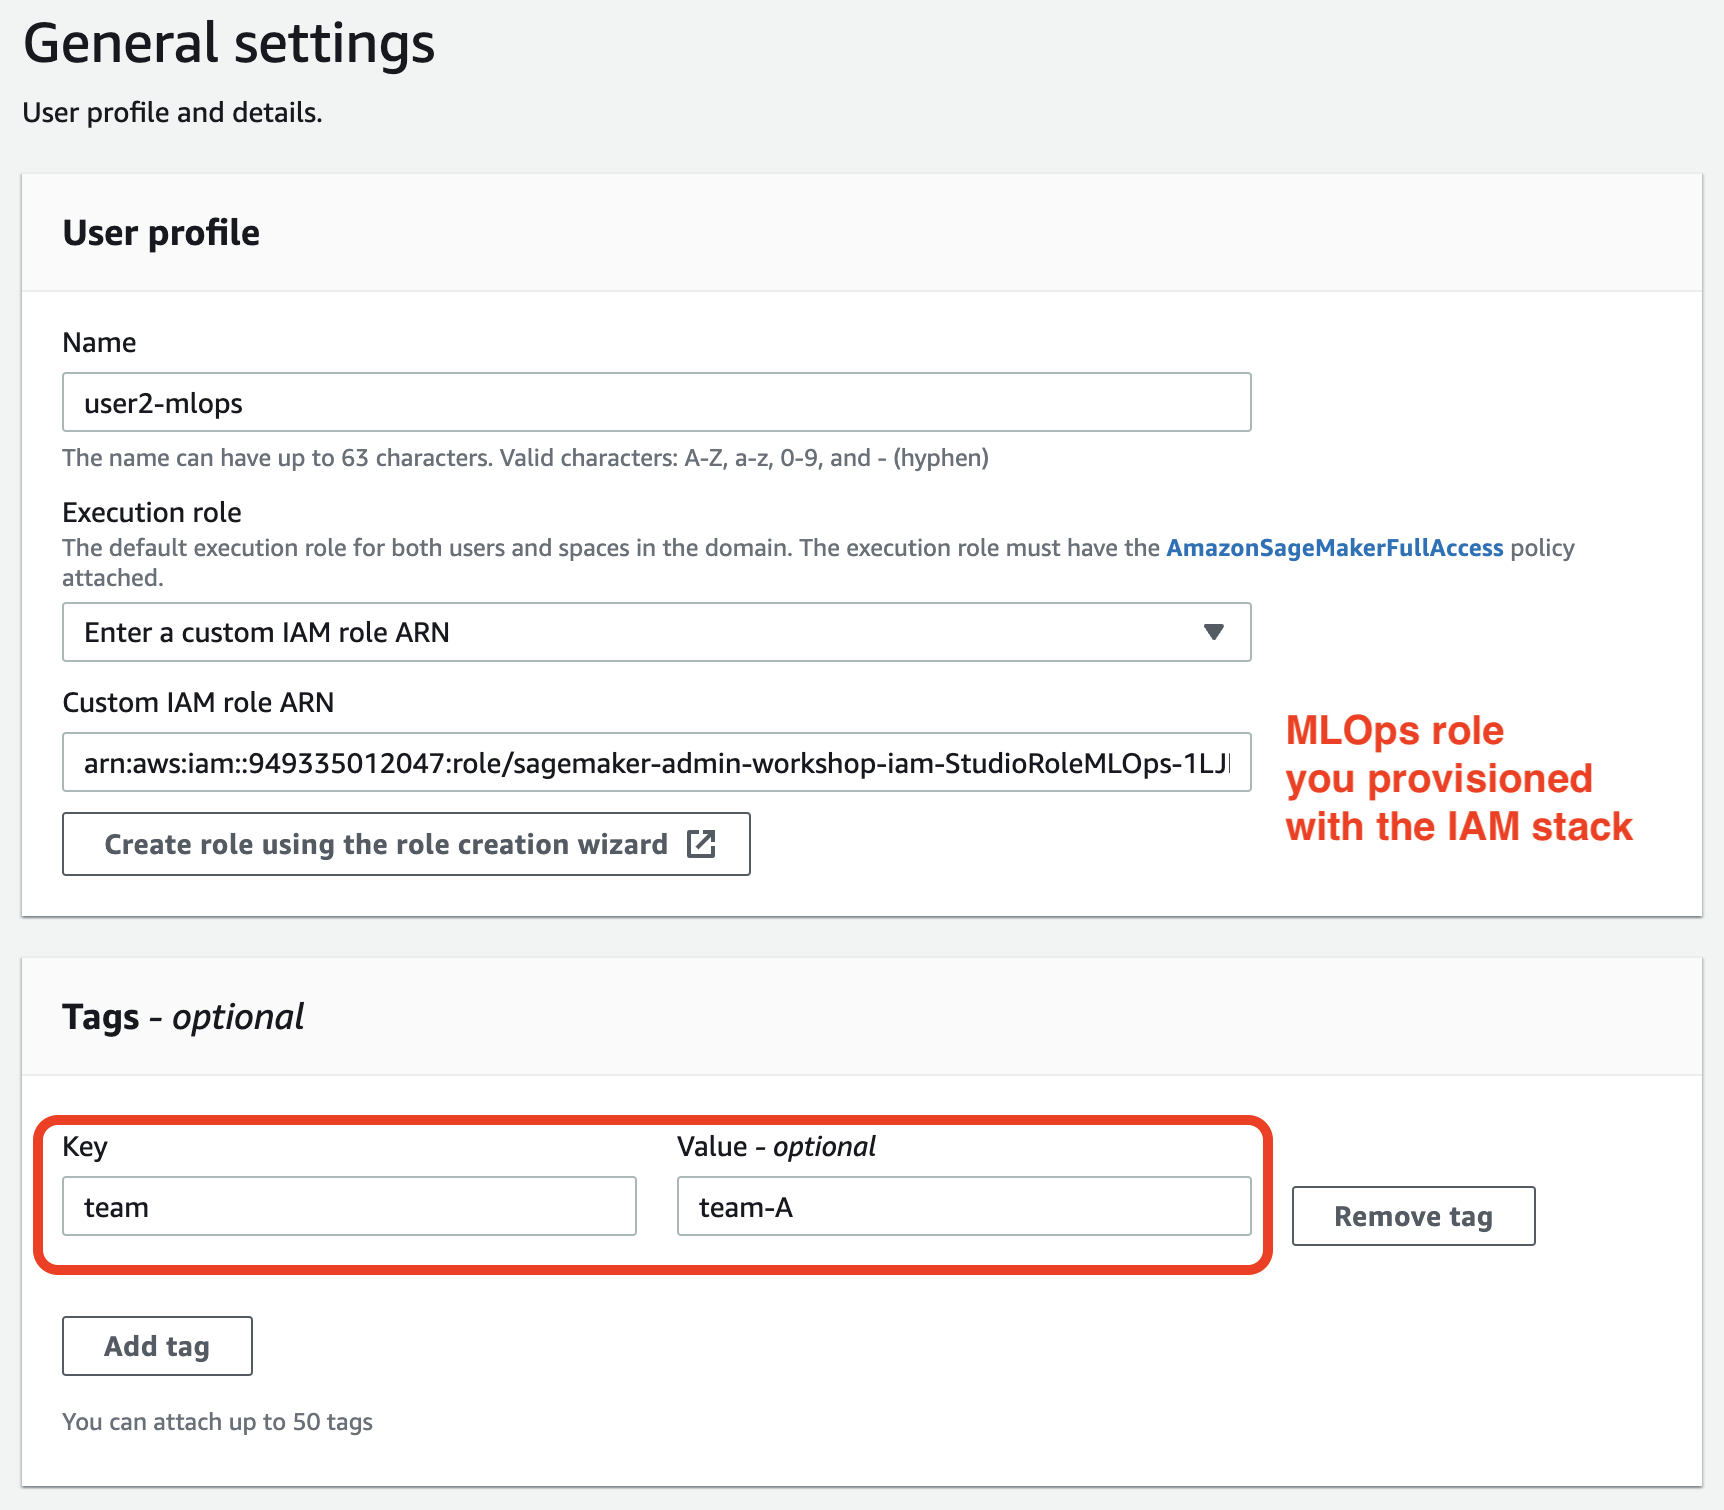 General settings
User profile and details.
User profile
Name
user2-mlops
The name can have up to 63 characters. Valid characters: A-Z, a-z, 0-9, and - (hyphen)
Execution role
The default execution role for both users and spaces in the domain. The execution role must have the AmazonSageMakerFullAccess policy
attached.
Enter a custom IAM role ARN
Custom IAM role ARN
arn:aws:iam::949335012047:role/sagemaker-admin-workshop-iam-StudioRoleMLOps-1LJ
MLOps role
you provisioned
with the IAM stack
Create role using the role creation wizard
Tags - optional
Key
Value - optional
team
team-A
Remove tag
Add tag
You can attach up to 50 tags